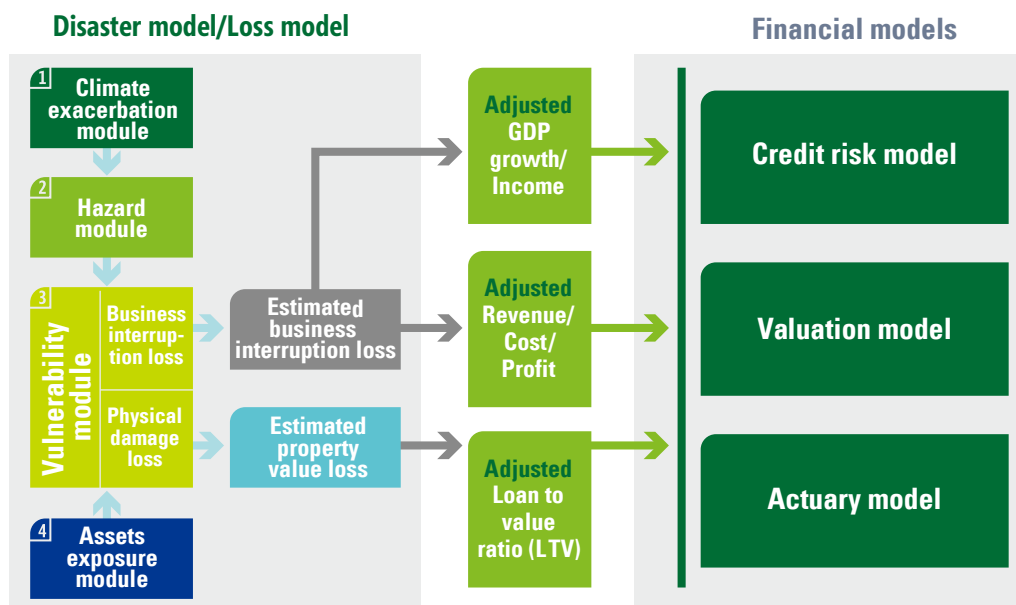 Disaster model/Loss model
Financial models
1
Climate
exacerbation
module
2
Hazard
module
3
Vulnerability
module
Business
interrup-
tion loss
Physical
damage
loss
4
Assets
exposure
module
Estimated
business
interruption loss
Estimated
property
value loss
Adjusted
GDP
growth/
Income
Adjusted
Revenue/
Cost/
Profit
Adjusted
Loan to
value
ratio (LTV)
Credit risk model
Valuation model
Actuary model